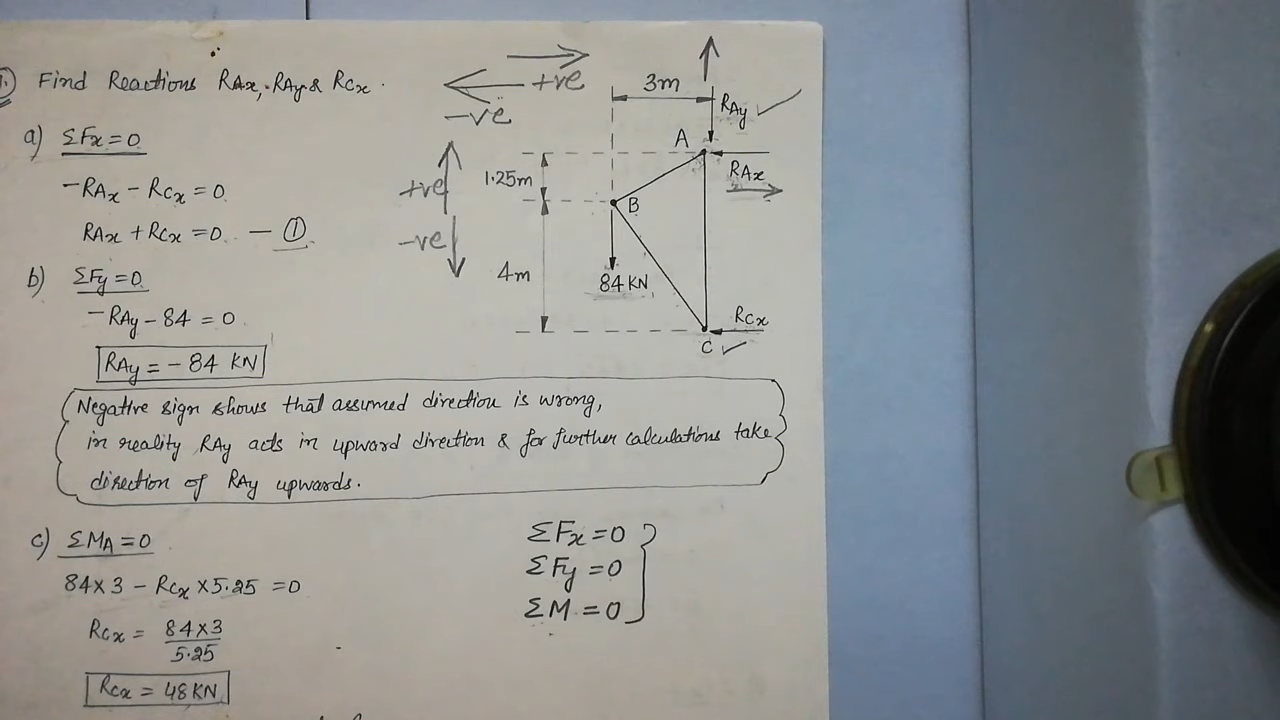 1. Find Reactions RAx, RAy & RCx.
a) ΣFx = 0
-RAx - RCx = 0
RAx + RCx = 0 - ①
b) ΣFy = 0
-RAy - 84 = 0
RAy = - 84 KN
Negative sign shows that assumed direction is wrong,
in reality RAy acts in upward direction & for further calculations take
direction of RAy upwards.
c) ΣMA = 0
84 x 3 - RCx x 5.25 = 0
RCx = 84 x 3 / 5.25
RCx = 48 KN
+ve
-ve
+ve
-ve
3m
RAy
A
RAx
1.25m
B
4m
84 KN
RCx
C
ΣFx = 0
ΣFy = 0
ΣM = 0